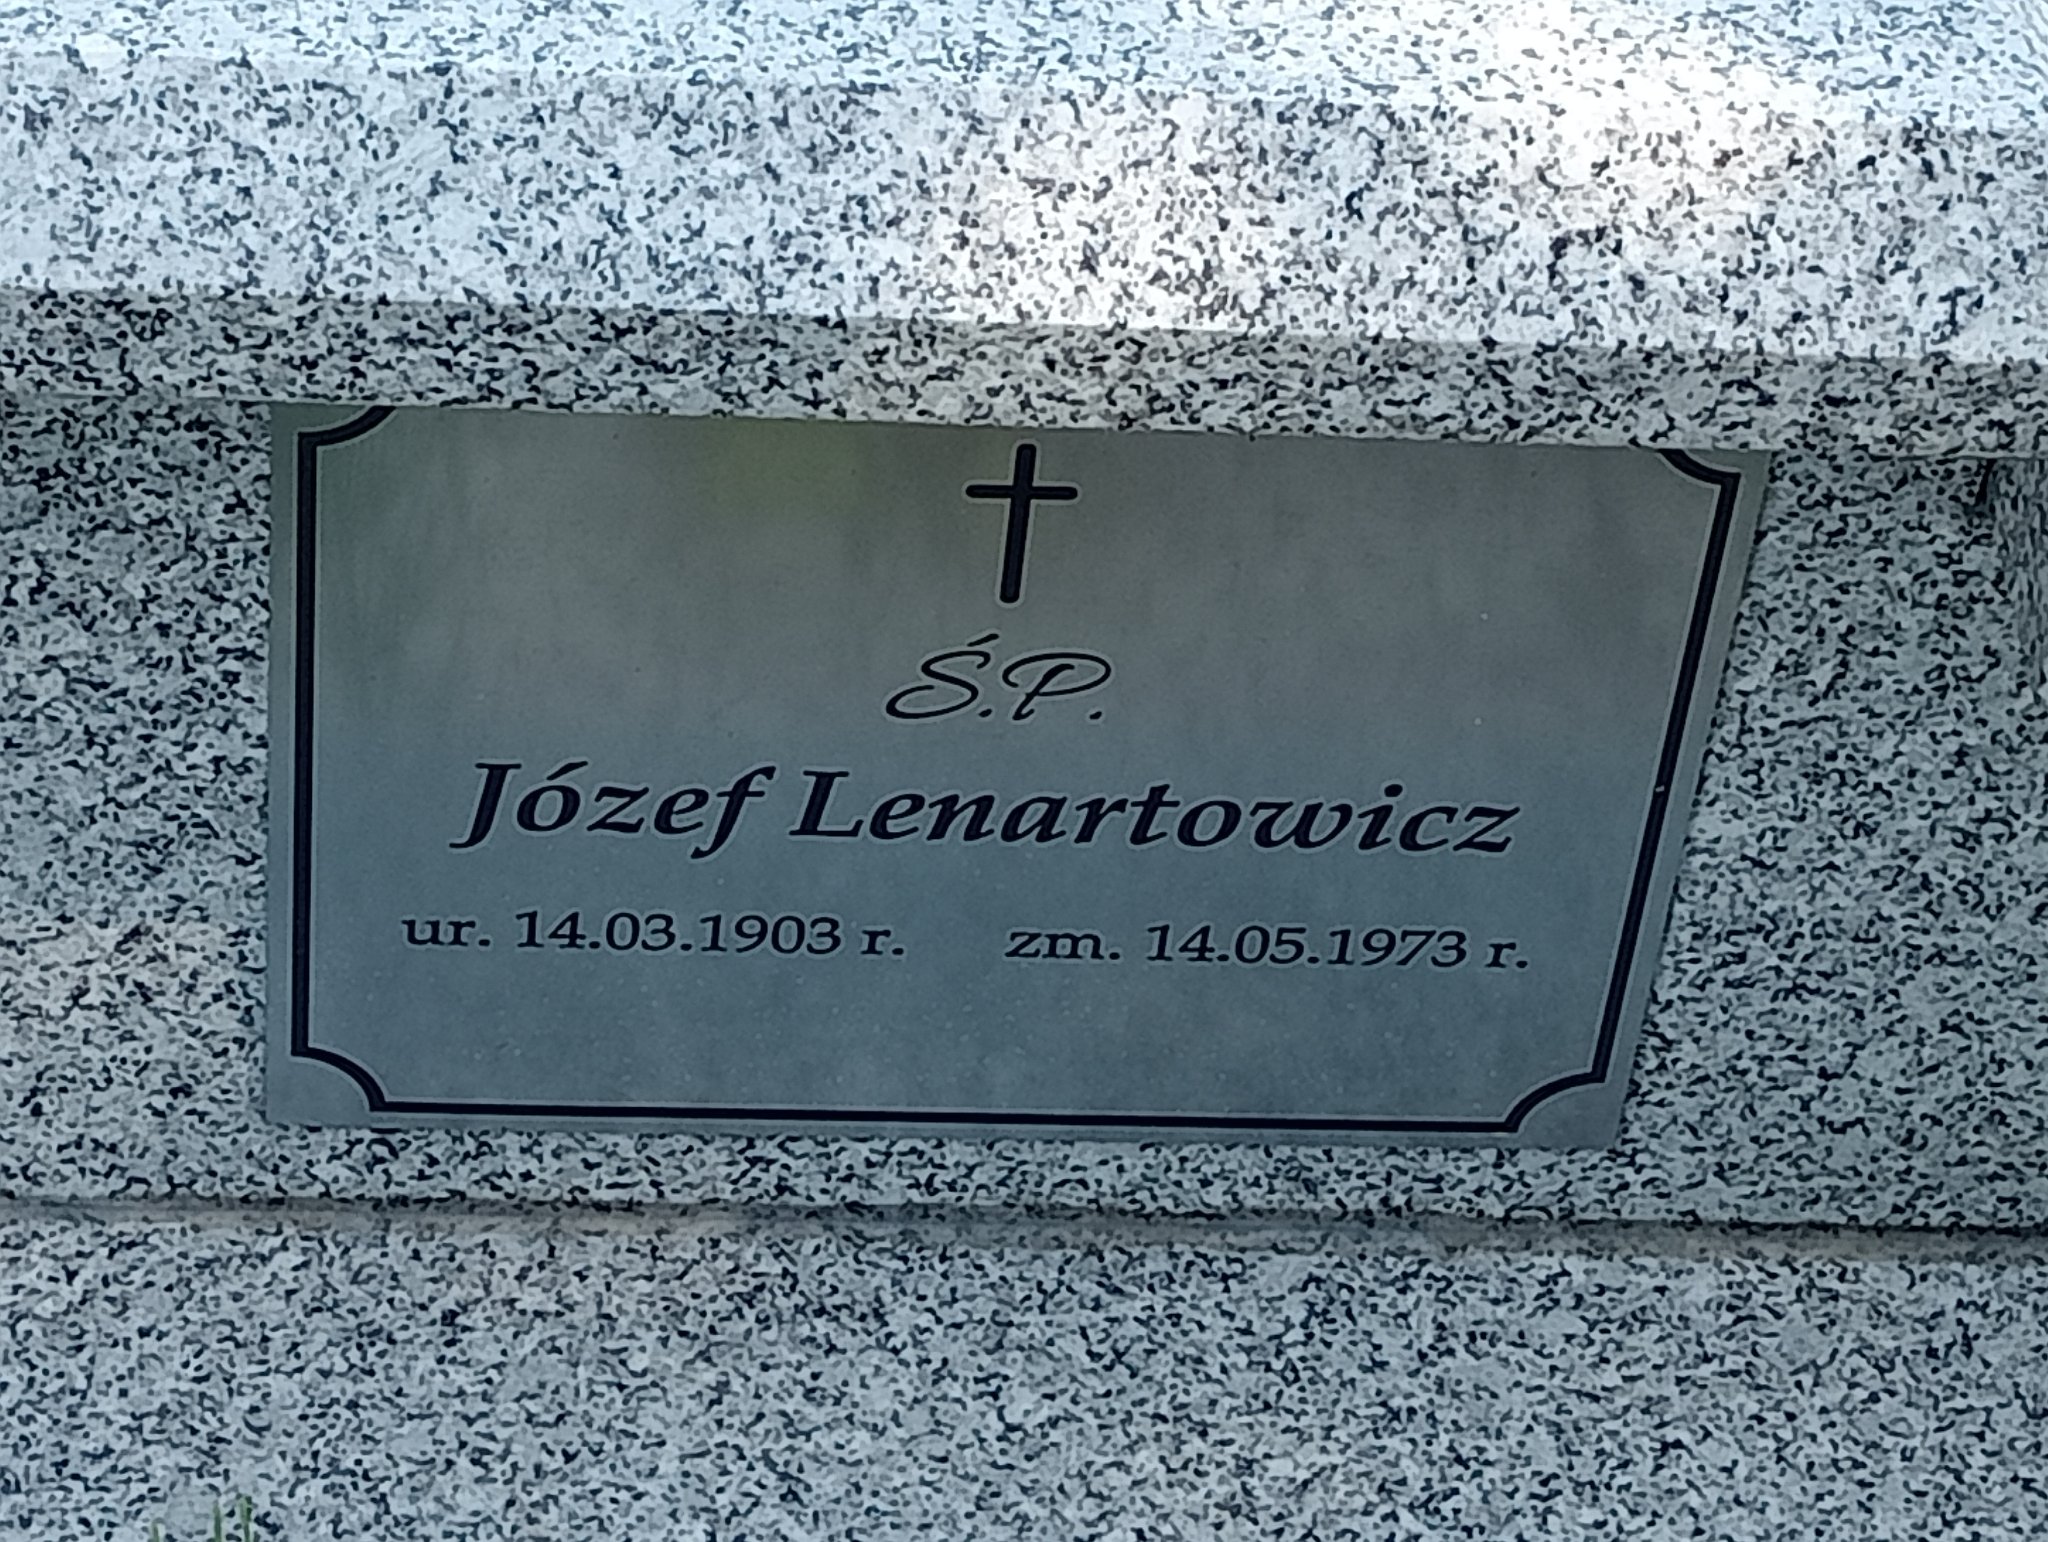 Ś.P.
Józef Lenartowicz
ur. 14.03.1903 r. zm. 14.05.1973 r.